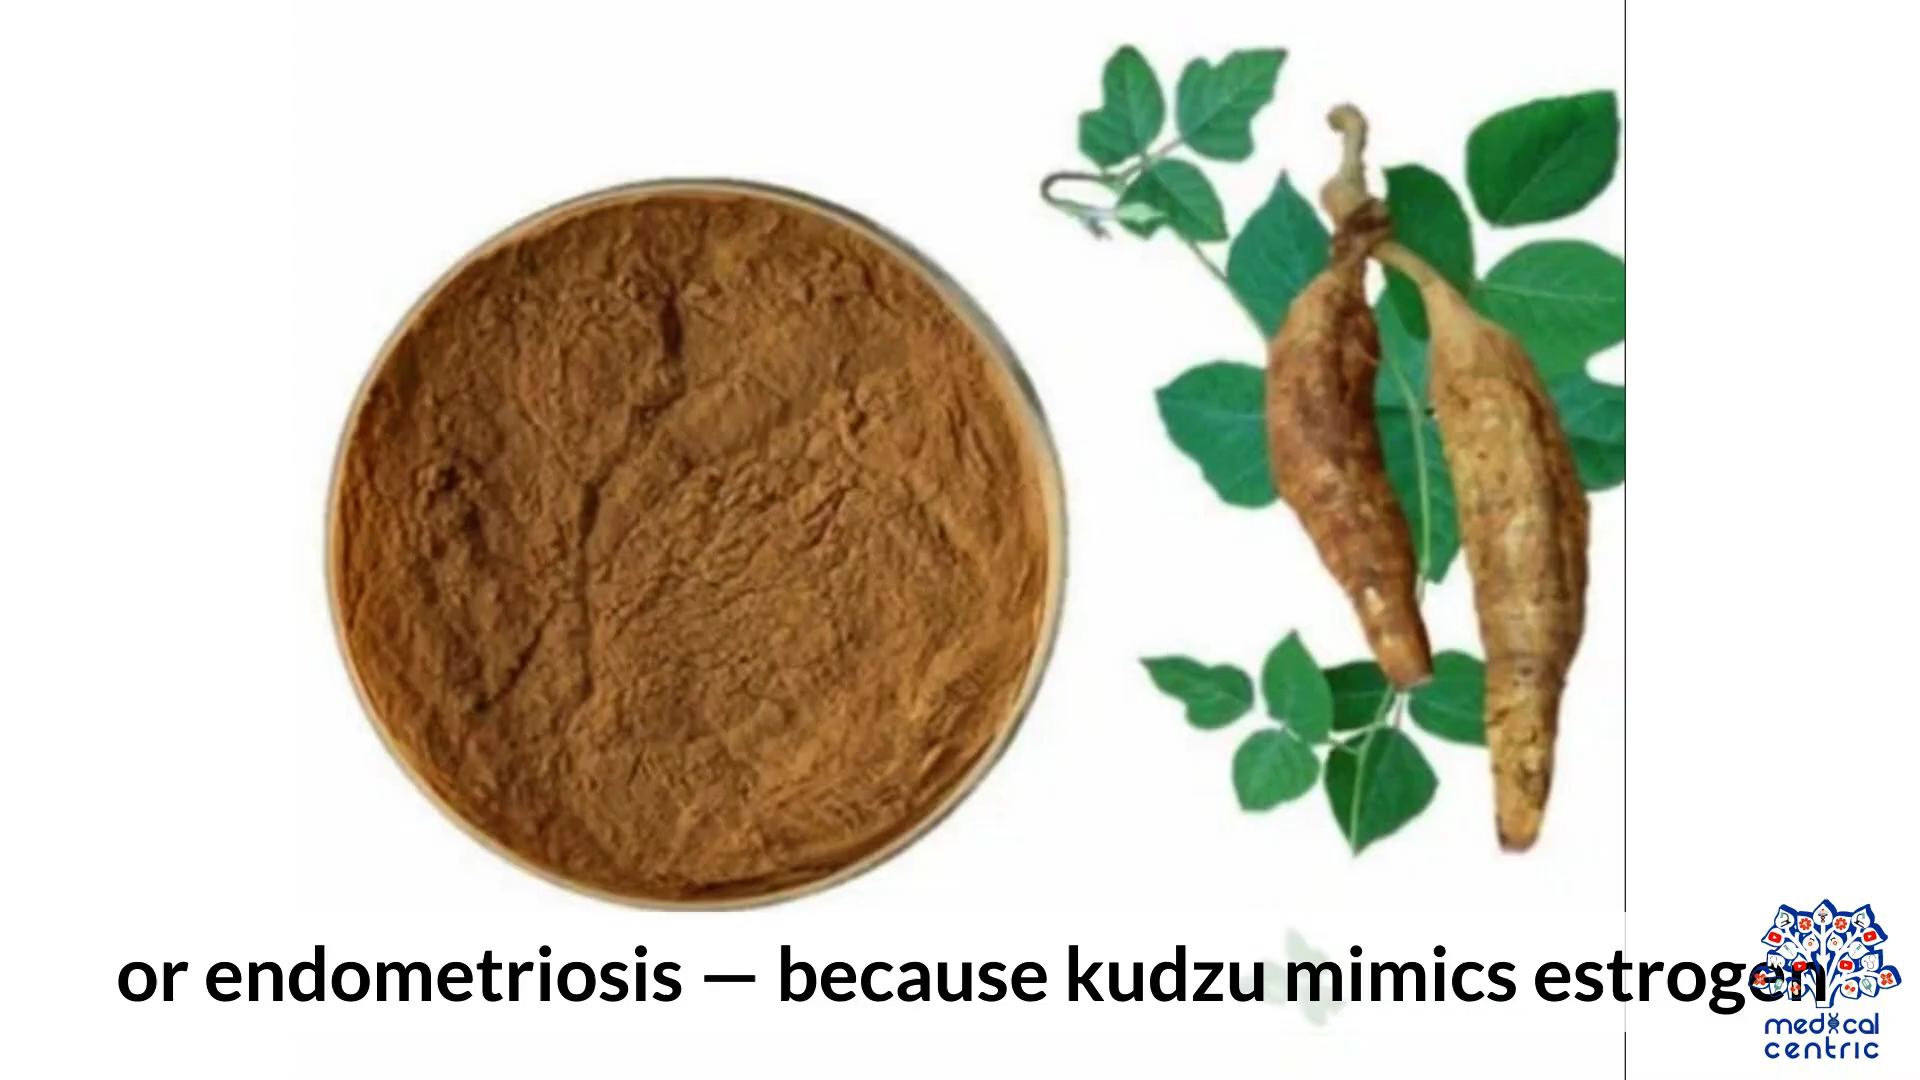 or endometriosis — because kudzu mimics estrogen
medical
centric